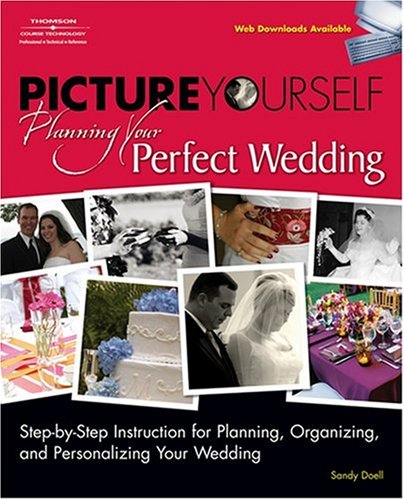 THOMSON
COURSE TECHNOLOGY
Professional ■ Technical ■ Reference
Web Downloads Available
PICTUREYOURSELF
Planning Your
Perfect Wedding
M
Step-by-Step Instruction for Planning, Organizing,
and Personalizing Your Wedding
Sandy Doell